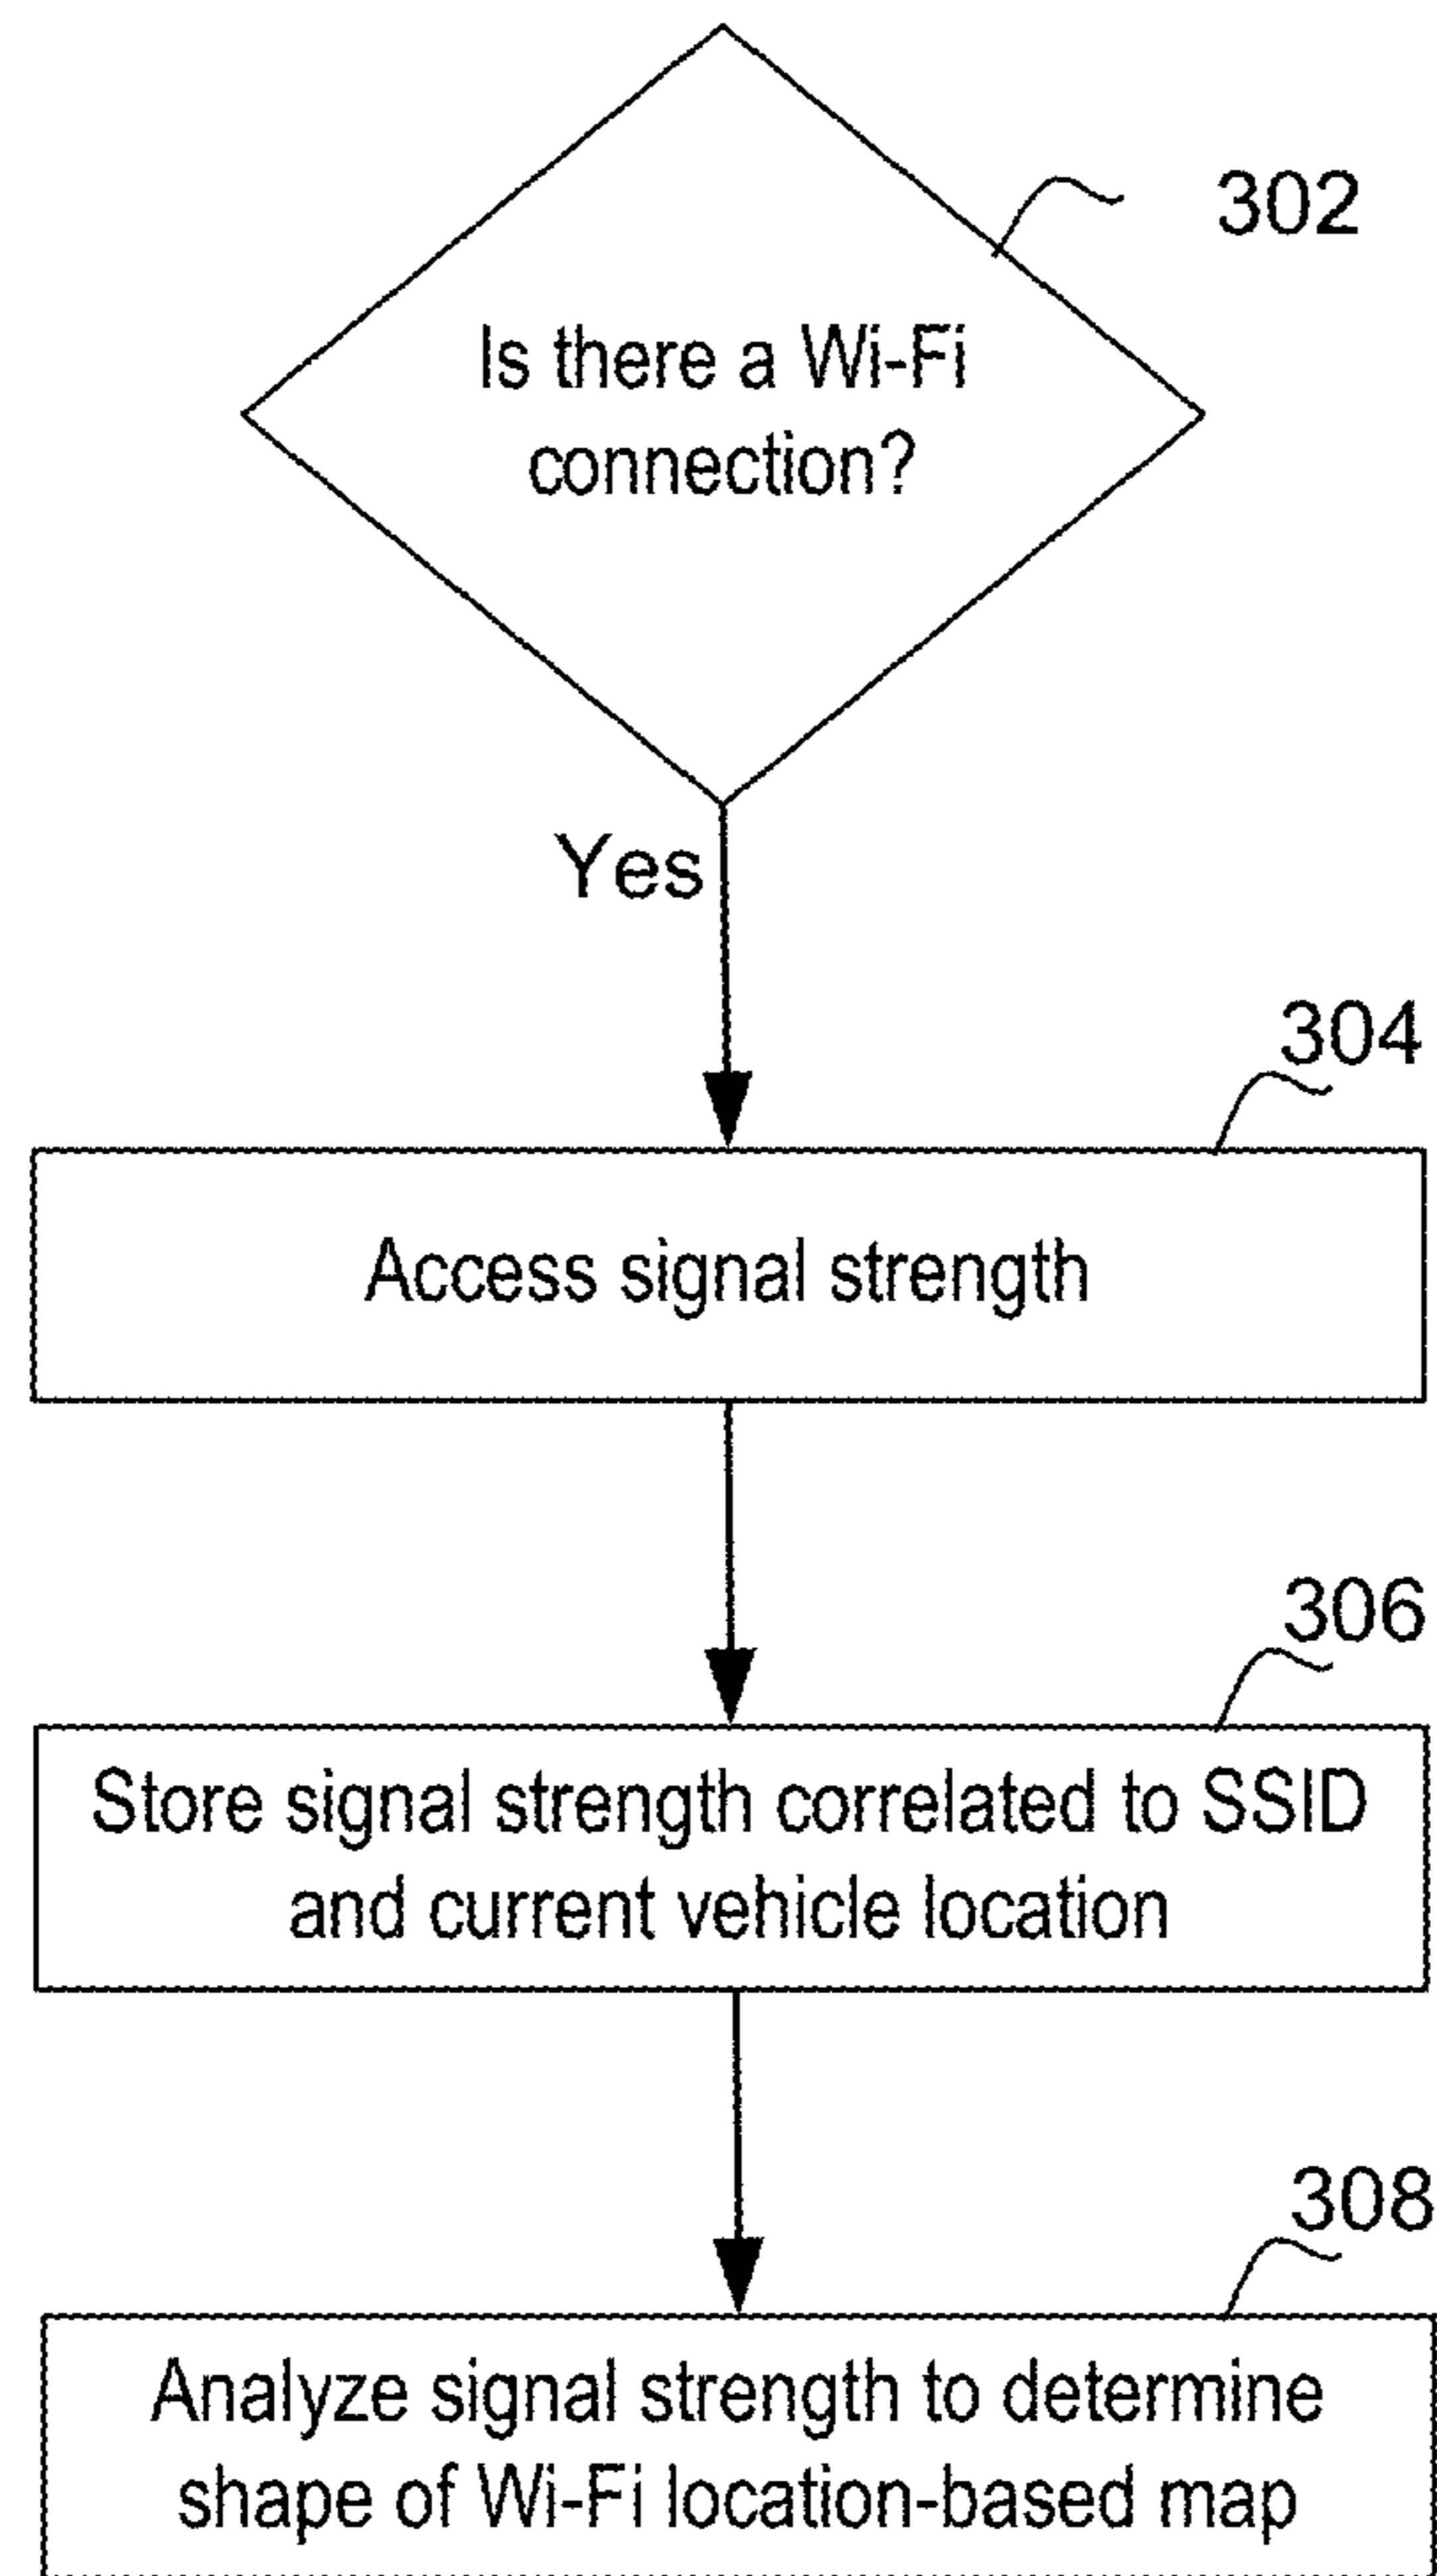 302
Is there a Wi-Fi
connection?
Yes
304
Access signal strength
306
Store signal strength correlated to SSID
and current vehicle location
308
Analyze signal strength to determine
shape of Wi-Fi location-based map